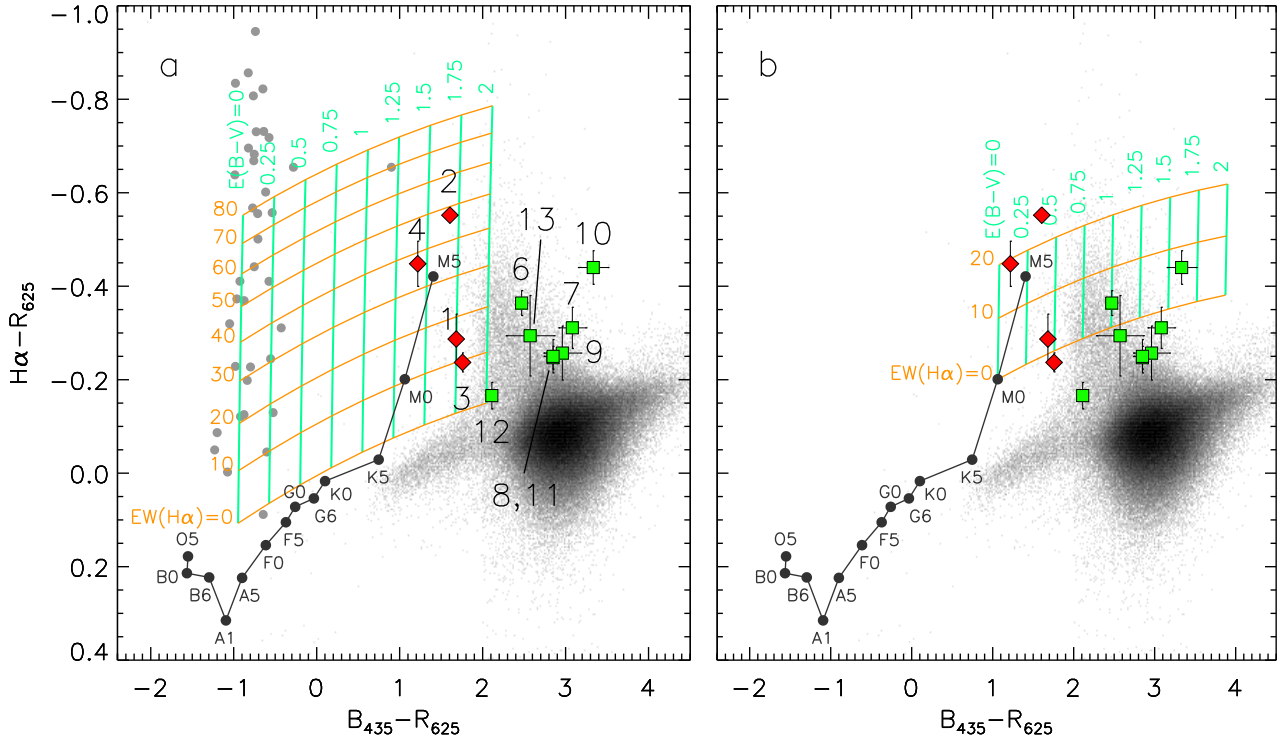 a
−1.0
−0.8
−0.6
−0.4
−0.2
0.0
0.2
0.4
Hα−R625
E(B−V)=0
0.25
0.5
0.75
1
1.25
1.5
1.75
2
80
70
60
50
40
30
20
10
EW(Hα)=0
2
4
13
10
6
7
1
9
3
12
8,11
M5
M0
K5
K0
G6
G0
F5
F0
A5
A1
B6
B0
O5
−2 −1 0 1 2 3 4
B435−R625
b
E(B−V)=0
0.25
0.5
0.75
1
1.25
1.5
1.75
2
20
10
EW(Hα)=0
M5
M0
K5
K0
G6
G0
F5
F0
A5
A1
B6
B0
O5
−2 −1 0 1 2 3 4
B435−R625